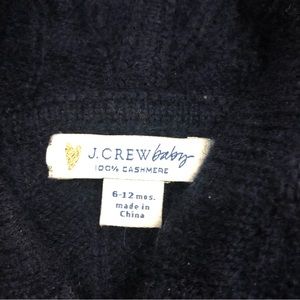 J.CREW baby
100% CASHMERE
6-12 mos.
made in
China